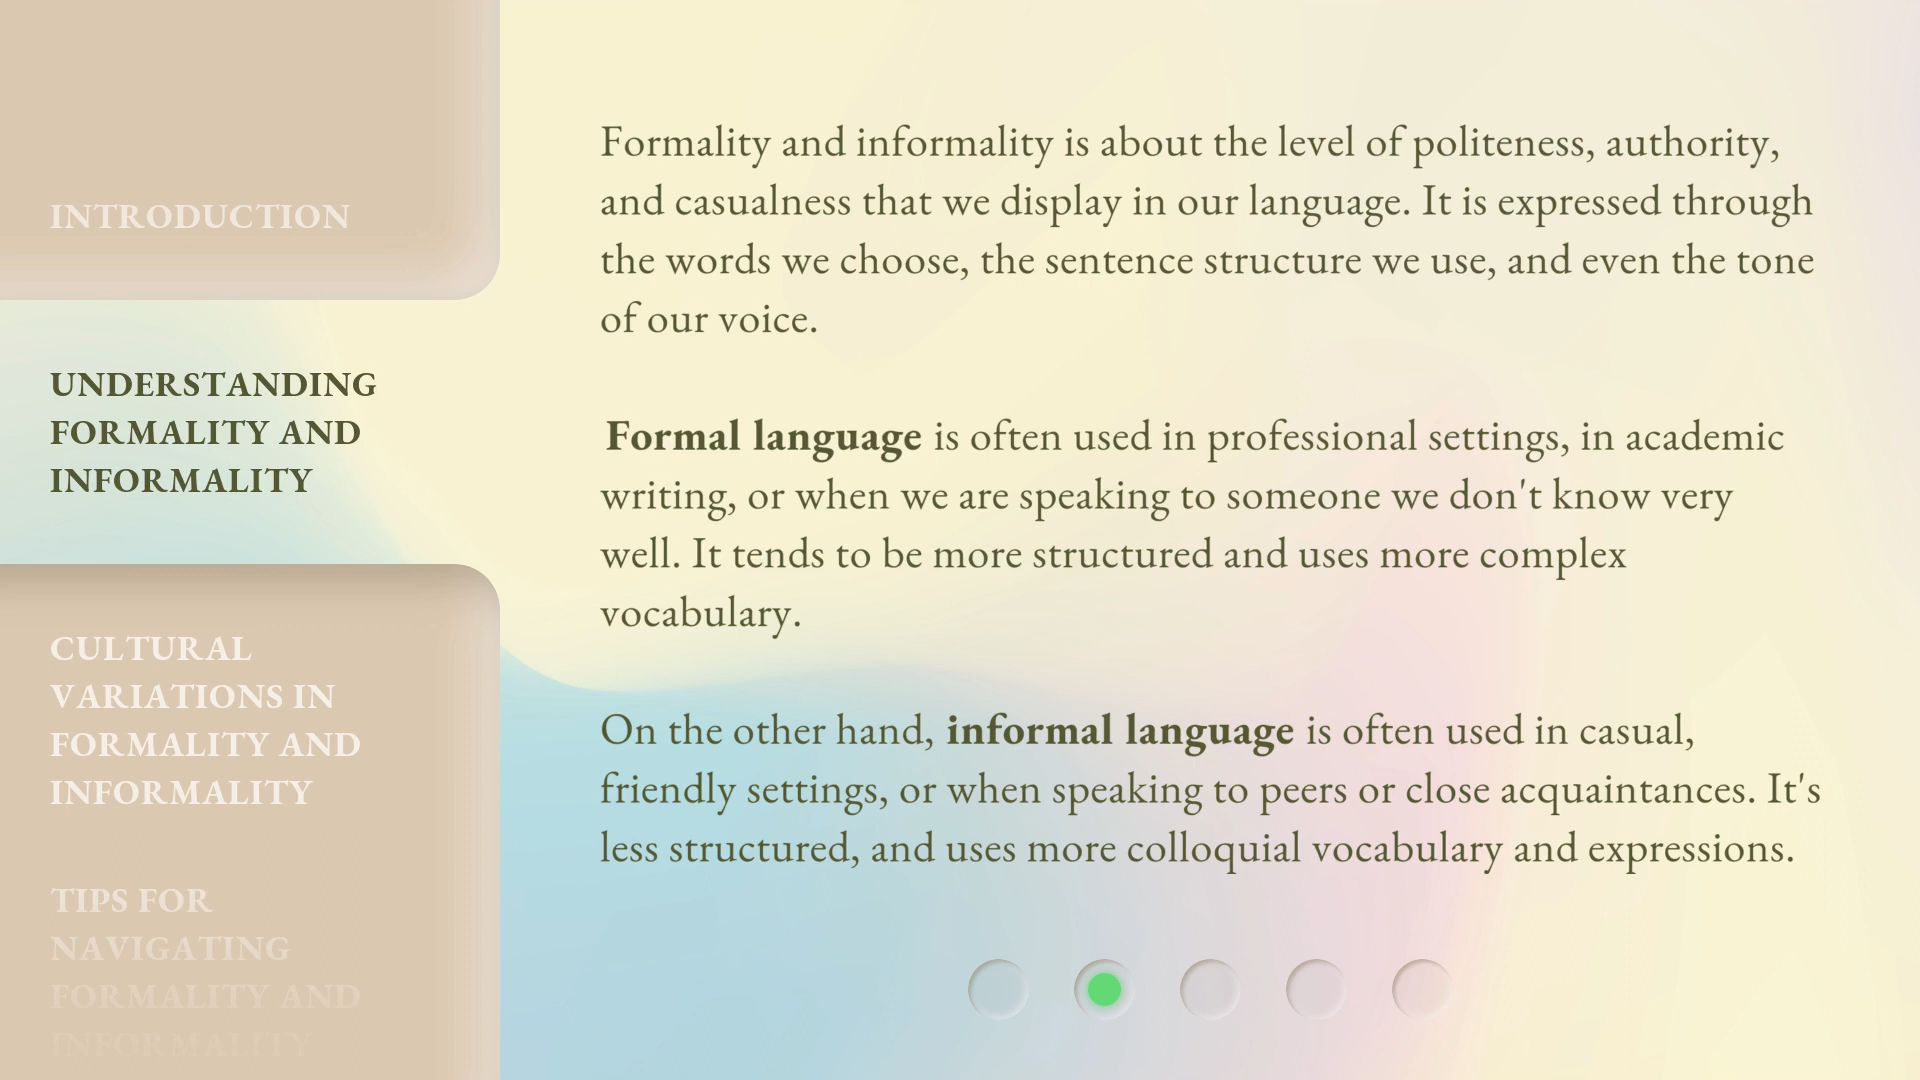 INTRODUCTION
UNDERSTANDING
FORMALITY AND
INFORMALITY
CULTURAL
VARIATIONS IN
FORMALITY AND
INFORMALITY
TIPS FOR
NAVIGATING
FORMALITY AND
INFORMALITY
Formality and informality is about the level of politeness, authority,
and casualness that we display in our language. It is expressed through
the words we choose, the sentence structure we use, and even the tone
of our voice.
Formal language is often used in professional settings, in academic
writing, or when we are speaking to someone we don't know very
well. It tends to be more structured and uses more complex
vocabulary.
On the other hand, informal language is often used in casual,
friendly settings, or when speaking to peers or close acquaintances. It's
less structured, and uses more colloquial vocabulary and expressions.